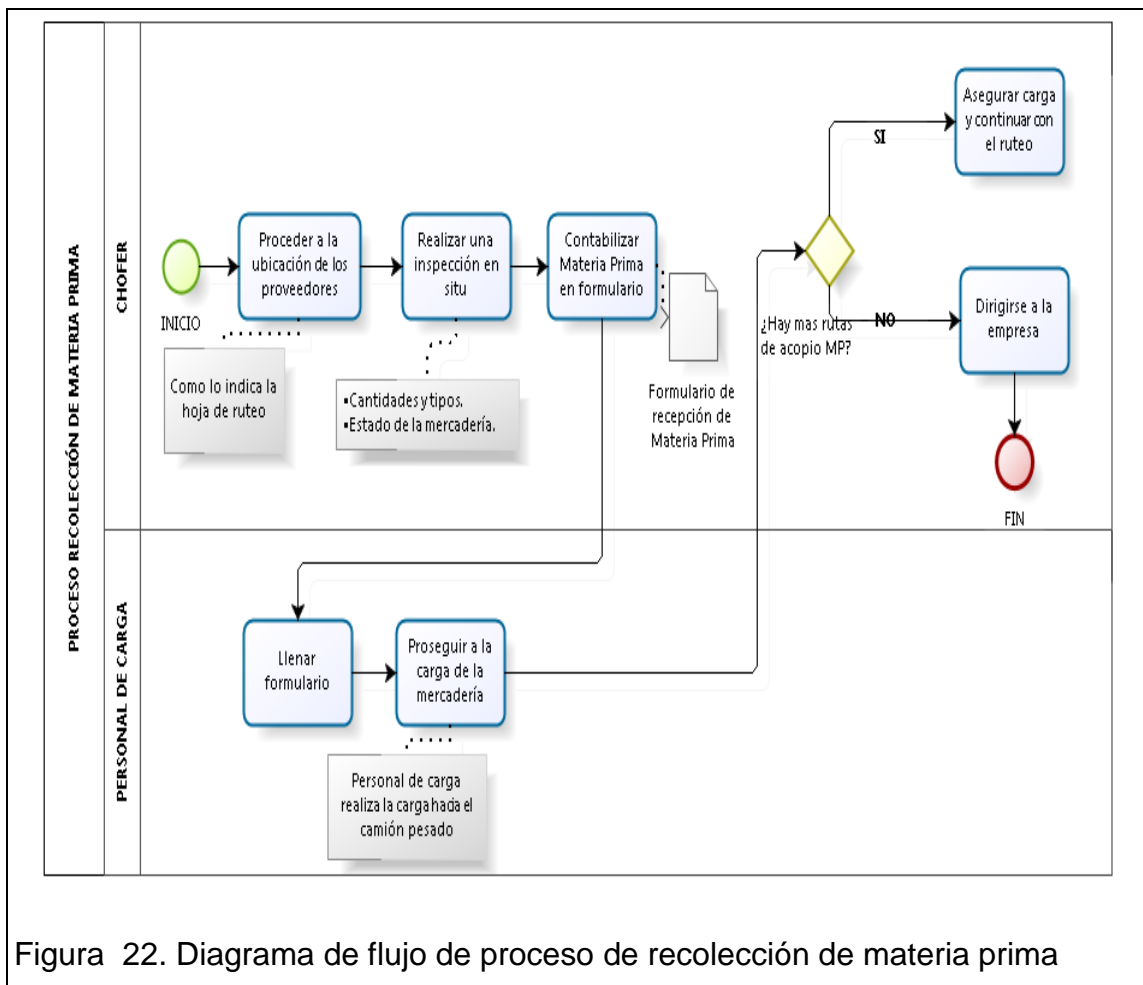 PROCESO RECOLECCIÓN DE MATERIA PRIMA
CHOFER
INICIO
Proceder a la
ubicación de los
proveedores
Como lo indica la
hoja de ruteo
Realizar una
inspección en
situ
▪Cantidades y tipos.
▪Estado de la mercadería.
Contabilizar
Materia Prima
en formulario
Formulario de
recepción de
Materia Prima
¿Hay mas rutas
de acopio MP?
SI
Asegurar carga
y continuar con
el ruteo
NO
Dirigirse a la
empresa
FIN
PERSONAL DE CARGA
Llenar
formulario
Proseguir a la
carga de la
mercadería
Personal de carga
realiza la carga hacia el
camión pesado
Figura 22. Diagrama de flujo de proceso de recolección de materia prima